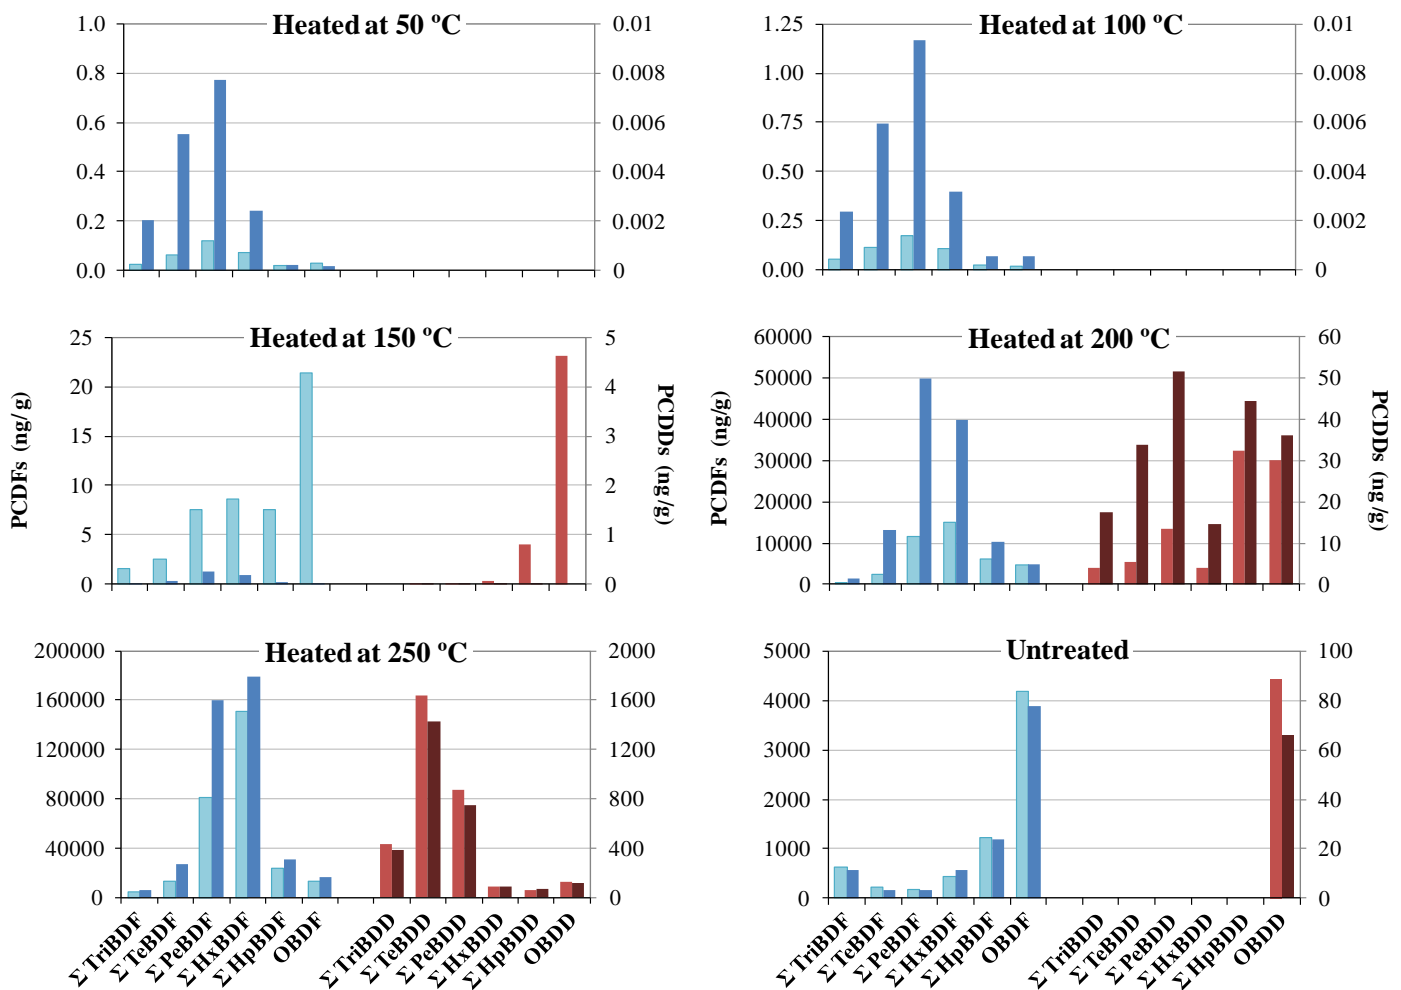 Heated at 50 ºC
1.0
0.8
0.6
0.4
0.2
0.0
0.01
0.008
0.006
0.004
0.002
0
Heated at 100 ºC
1.25
1.00
0.75
0.50
0.25
0.00
0.01
0.008
0.006
0.004
0.002
0
Heated at 150 ºC
PCDFs (ng/g)
25
20
15
10
5
0
5
4
3
2
1
0
PCDDs (ng/g)
Heated at 200 ºC
PCDFs (ng/g)
60000
50000
40000
30000
20000
10000
0
60
50
40
30
20
10
0
PCDDs (ng/g)
Heated at 250 ºC
200000
160000
120000
80000
40000
0
2000
1600
1200
800
400
0
Σ TriBDF
Σ TeBDF
Σ PeBDF
Σ HxBDF
Σ HpBDF
OBDF
Σ TriBDD
Σ TeBDD
Σ PeBDD
Σ HxBDD
Σ HpBDD
OBDD
Untreated
5000
4000
3000
2000
1000
0
100
80
60
40
20
0
Σ TriBDF
Σ TeBDF
Σ PeBDF
Σ HxBDF
Σ HpBDF
OBDF
Σ TriBDD
Σ TeBDD
Σ PeBDD
Σ HxBDD
Σ HpBDD
OBDD